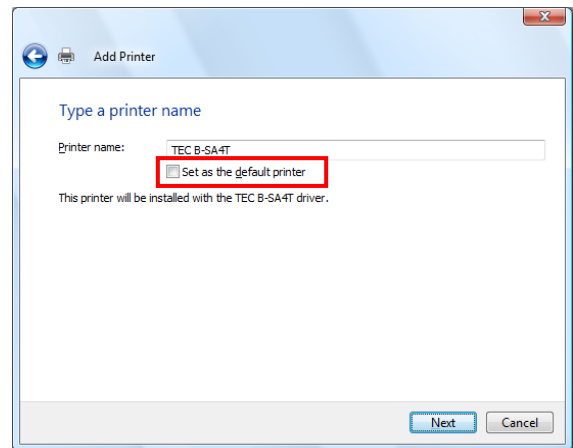 Add Printer
Type a printer name
Printer name:
TEC B-SA4T
Set as the default printer
This printer will be installed with the TEC B-SA4T driver.
Next
Cancel